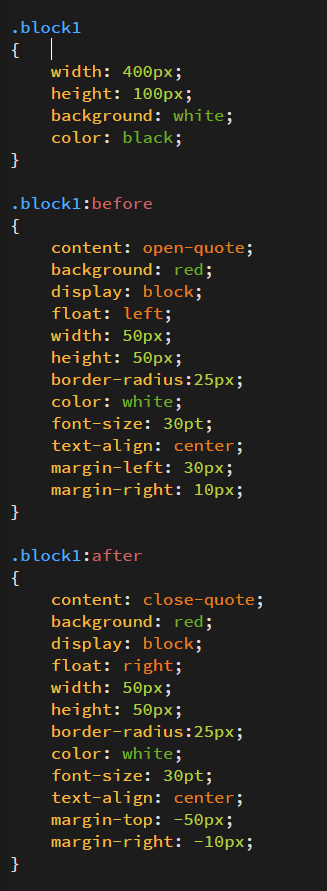 .block1
{
    width: 400px;
    height: 100px;
    background: white;
    color: black;
}

.block1:before
{
    content: open-quote;
    background: red;
    display: block;
    float: left;
    width: 50px;
    height: 50px;
    border-radius:25px;
    color: white;
    font-size: 30pt;
    text-align: center;
    margin-left: 30px;
    margin-right: 10px;
}

.block1:after
{
    content: close-quote;
    background: red;
    display: block;
    float: right;
    width: 50px;
    height: 50px;
    border-radius:25px;
    color: white;
    font-size: 30pt;
    text-align: center;
    margin-top: -50px;
    margin-right: -10px;
}